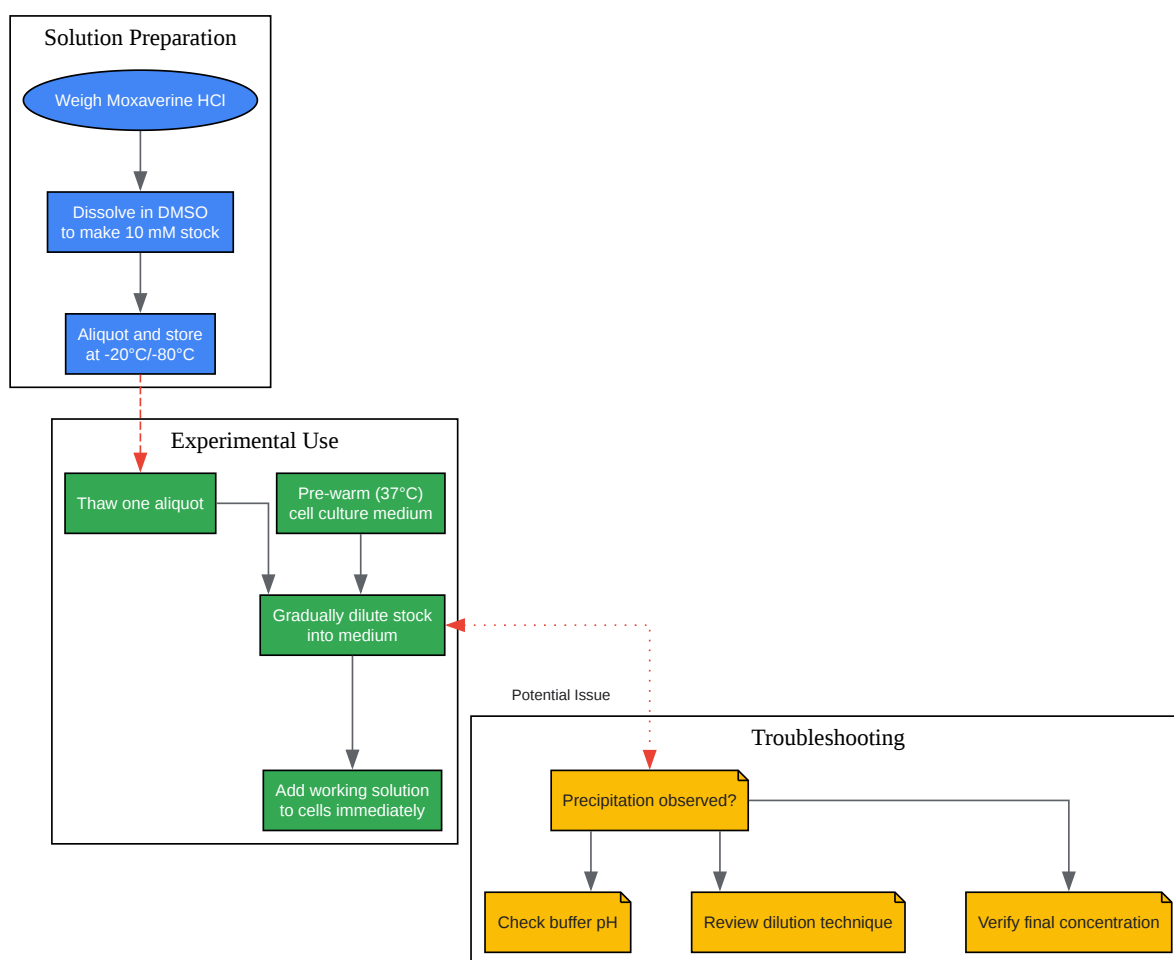 Solution Preparation
Weigh Moxaverine HCl
Dissolve in DMSO
to make 10 mM stock
Aliquot and store
at -20°C/-80°C
Experimental Use
Thaw one aliquot
Pre-warm (37°C)
cell culture medium
Gradually dilute stock
into medium
Add working solution
to cells immediately
Potential Issue
Troubleshooting
Precipitation observed?
Check buffer pH
Review dilution technique
Verify final concentration